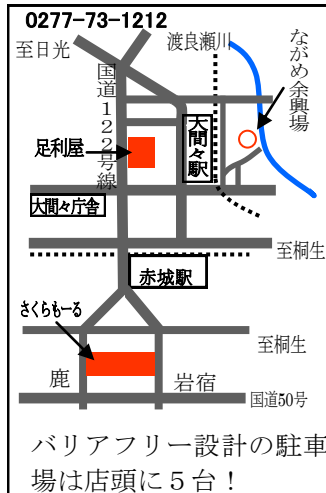 0277-73-1212
至日光
渡良瀬川
ながめ余興場
国道122号線
足利屋
大間々駅
大間々庁舎
至桐生
赤城駅
さくらもーる
至桐生
鹿
岩宿
国道50号
バリアフリー設計の駐車
場は店頭に５台！